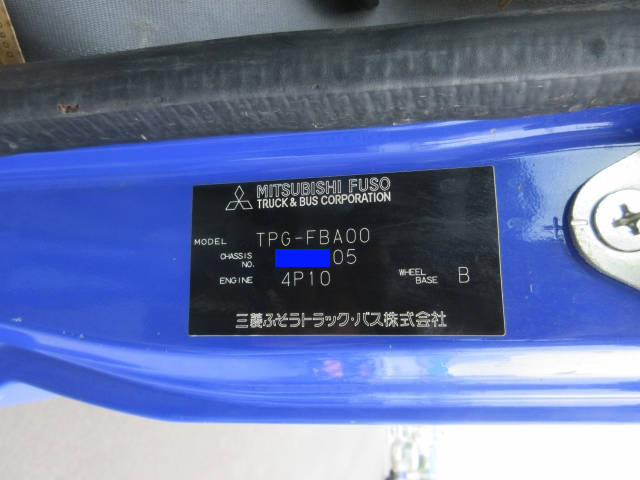 MITSUBISHI FUSO
TRUCK & BUS CORPORATION
MODEL TPG-FBA00
CHASSIS NO. 05
ENGINE 4P10 WHEEL BASE B
三菱ふそうトラック・バス株式会社